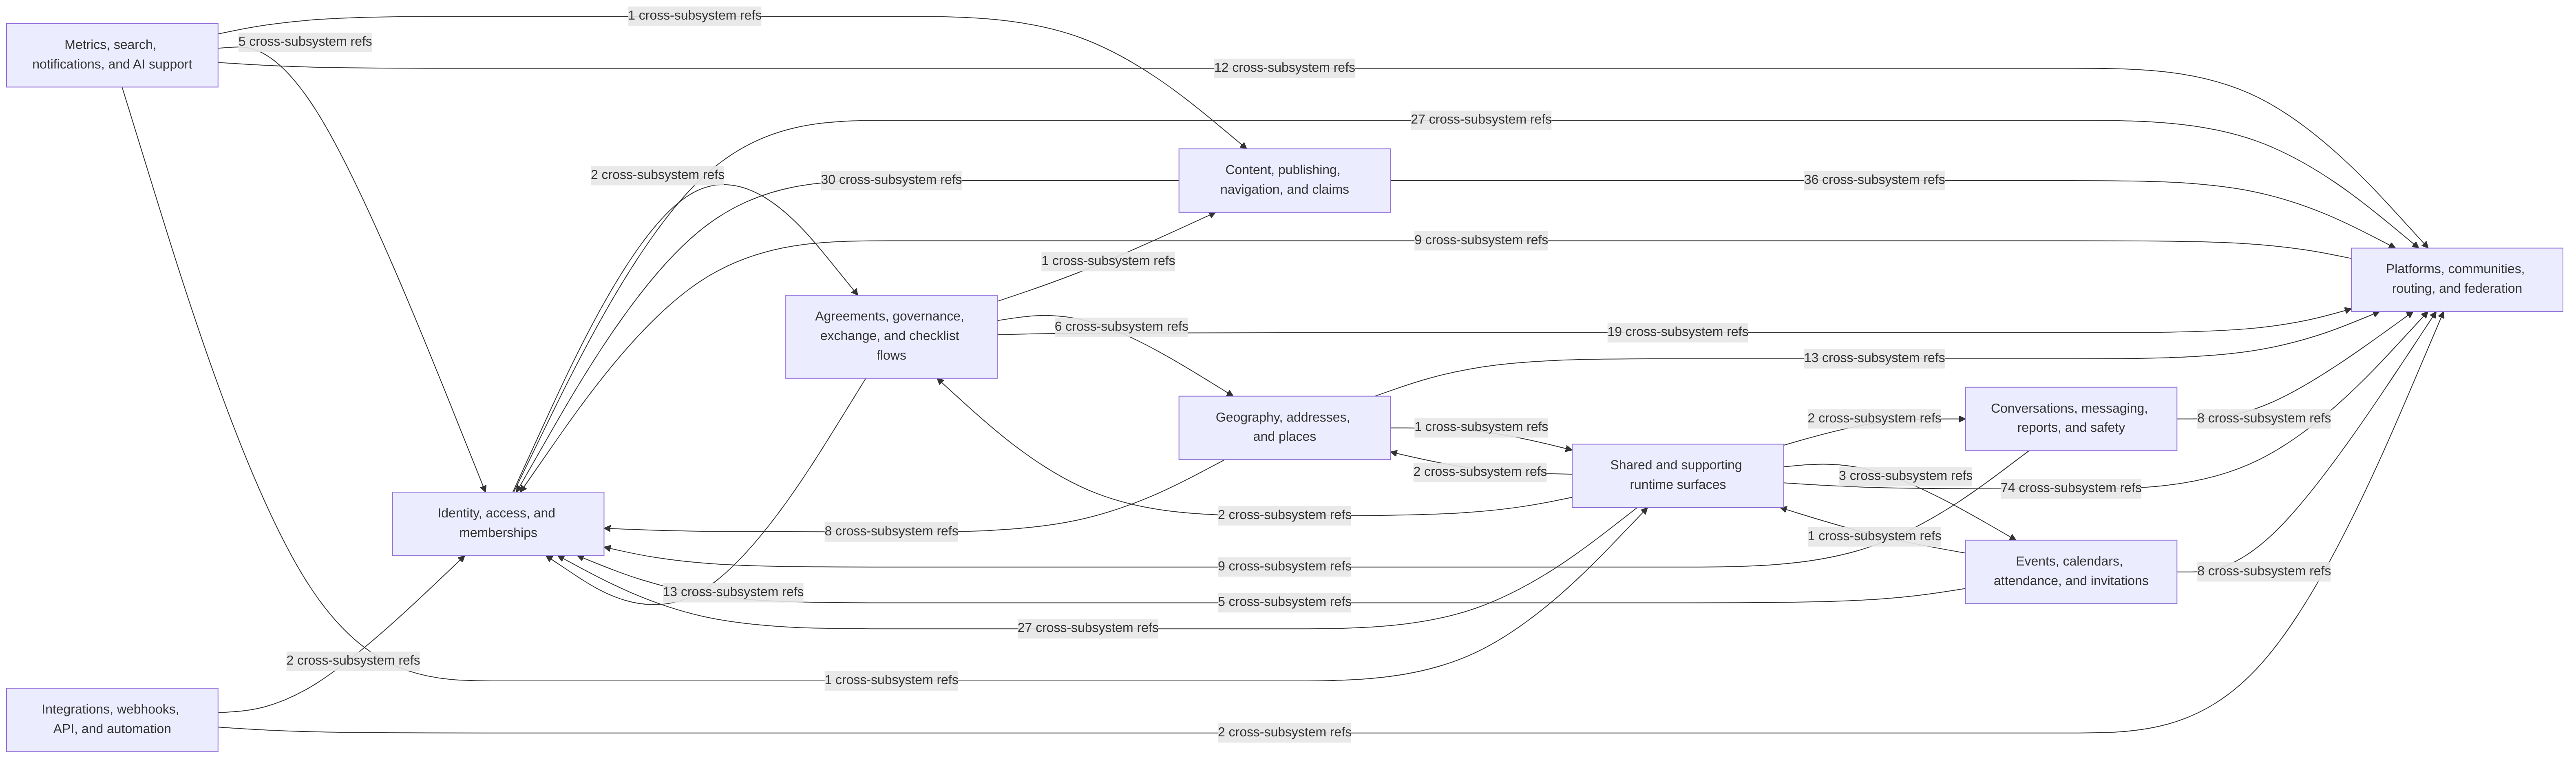 1 cross-subsystem refs
Metrics, search,
notifications, and AI support
5 cross-subsystem refs
12 cross-subsystem refs
27 cross-subsystem refs
2 cross-subsystem refs
30 cross-subsystem refs
Content, publishing,
navigation, and claims
36 cross-subsystem refs
9 cross-subsystem refs
1 cross-subsystem refs
Platforms, communities,
routing, and federation
Agreements, governance,
exchange, and checklist
flows
6 cross-subsystem refs
19 cross-subsystem refs
13 cross-subsystem refs
Geography, addresses,
and places
1 cross-subsystem refs
2 cross-subsystem refs
Conversations, messaging,
reports, and safety
8 cross-subsystem refs
2 cross-subsystem refs
Shared and supporting
runtime surfaces
3 cross-subsystem refs
74 cross-subsystem refs
Identity, access, and
memberships
2 cross-subsystem refs
8 cross-subsystem refs
1 cross-subsystem refs
9 cross-subsystem refs
Events, calendars,
attendance, and invitations
8 cross-subsystem refs
13 cross-subsystem refs
5 cross-subsystem refs
27 cross-subsystem refs
2 cross-subsystem refs
1 cross-subsystem refs
Integrations, webhooks,
API, and automation
2 cross-subsystem refs